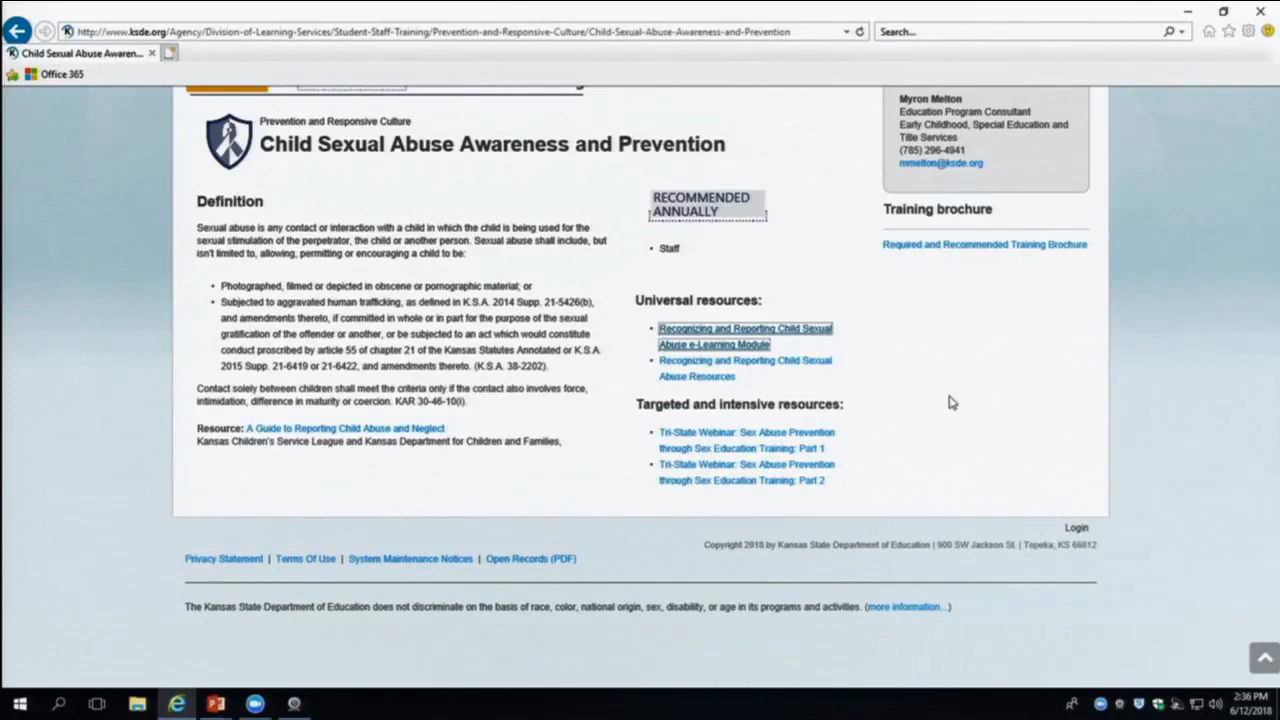 http://www.ksde.org/Agency/Division-of-Learning-Services/Student-Staff-Training/Prevention-and-Responsive-Culture/Child-Sexual-Abuse-Awareness-and-Prevention
Search...
Child Sexual Abuse Awaren...
Office 365
Prevention and Responsive Culture
Child Sexual Abuse Awareness and Prevention
Definition
Sexual abuse is any contact or interaction with a child in which the child is being used for the
sexual stimulation of the perpetrator, the child or another person. Sexual abuse shall include, but
isn't limited to, allowing, permitting or encouraging a child to be:
• Photographed, filmed or depicted in obscene or pornographic material; or
• Subjected to aggravated human trafficking, as defined in K.S.A. 2014 Supp. 21-5426(b),
and amendments thereto, if committed in whole or in part for the purpose of the sexual
gratification of the offender or another, or be subjected to an act which would constitute
conduct proscribed by article 55 of chapter 21 of the Kansas Statutes Annotated or K.S.A.
2015 Supp. 21-6419 or 21-6422, and amendments thereto. (K.S.A. 38-2202).
Contact solely between children shall meet the criteria only if the contact also involves force,
intimidation, difference in maturity or coercion. KAR 30-46-10(i).
Resource: A Guide to Reporting Child Abuse and Neglect
Kansas Children's Service League and Kansas Department for Children and Families,
RECOMMENDED
ANNUALLY
• Staff
Universal resources:
• Recognizing and Reporting Child Sexual
Abuse e-Learning Module
• Recognizing and Reporting Child Sexual
Abuse Resources
Targeted and intensive resources:
• Tri-State Webinar: Sex Abuse Prevention
through Sex Education Training: Part 1
• Tri-State Webinar: Sex Abuse Prevention
through Sex Education Training: Part 2
Myron Melton
Education Program Consultant
Early Childhood, Special Education and
Title Services
(785) 296-4941
mmelton@ksde.org
Training brochure
Required and Recommended Training Brochure
Login
Copyright 2018 by Kansas State Department of Education | 900 SW Jackson St. | Topeka, KS 66612
Privacy Statement | Terms Of Use | System Maintenance Notices | Open Records (PDF)
The Kansas State Department of Education does not discriminate on the basis of race, color, national origin, sex, disability, or age in its programs and activities. (more information...)
2:36 PM
6/12/2018